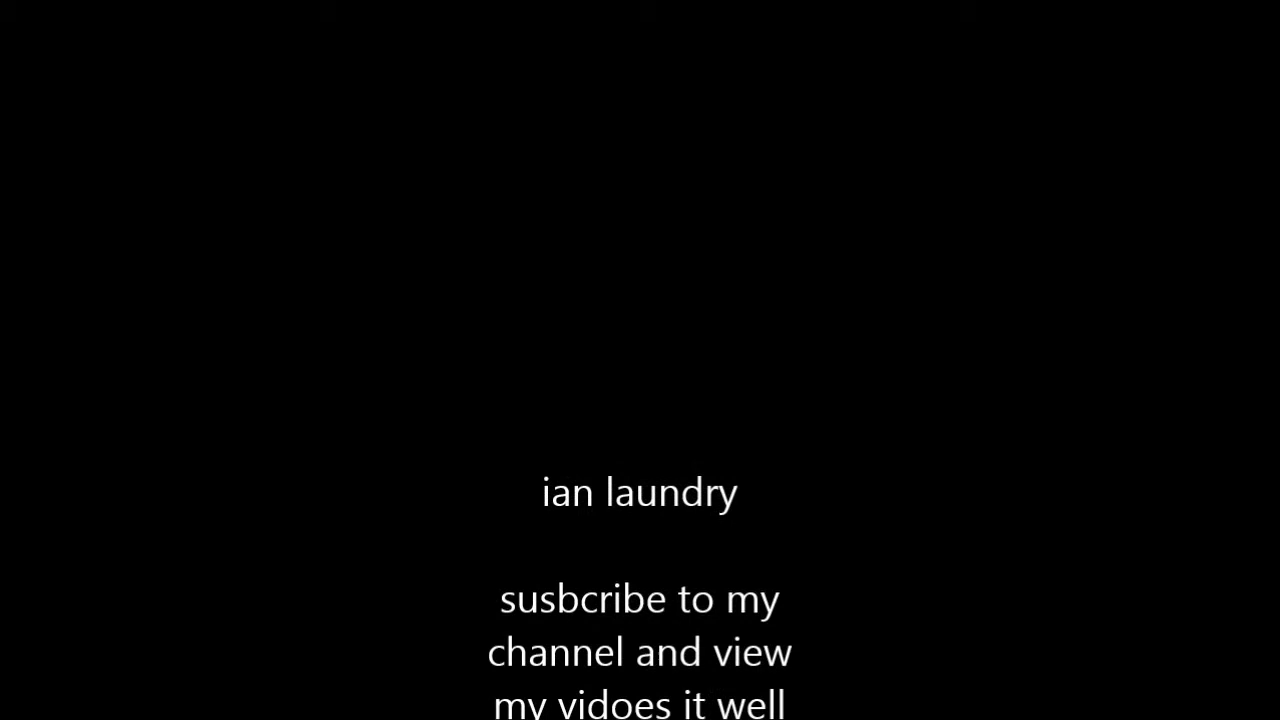 ian laundry
susbcribe to my
channel and view
my vidoes it well